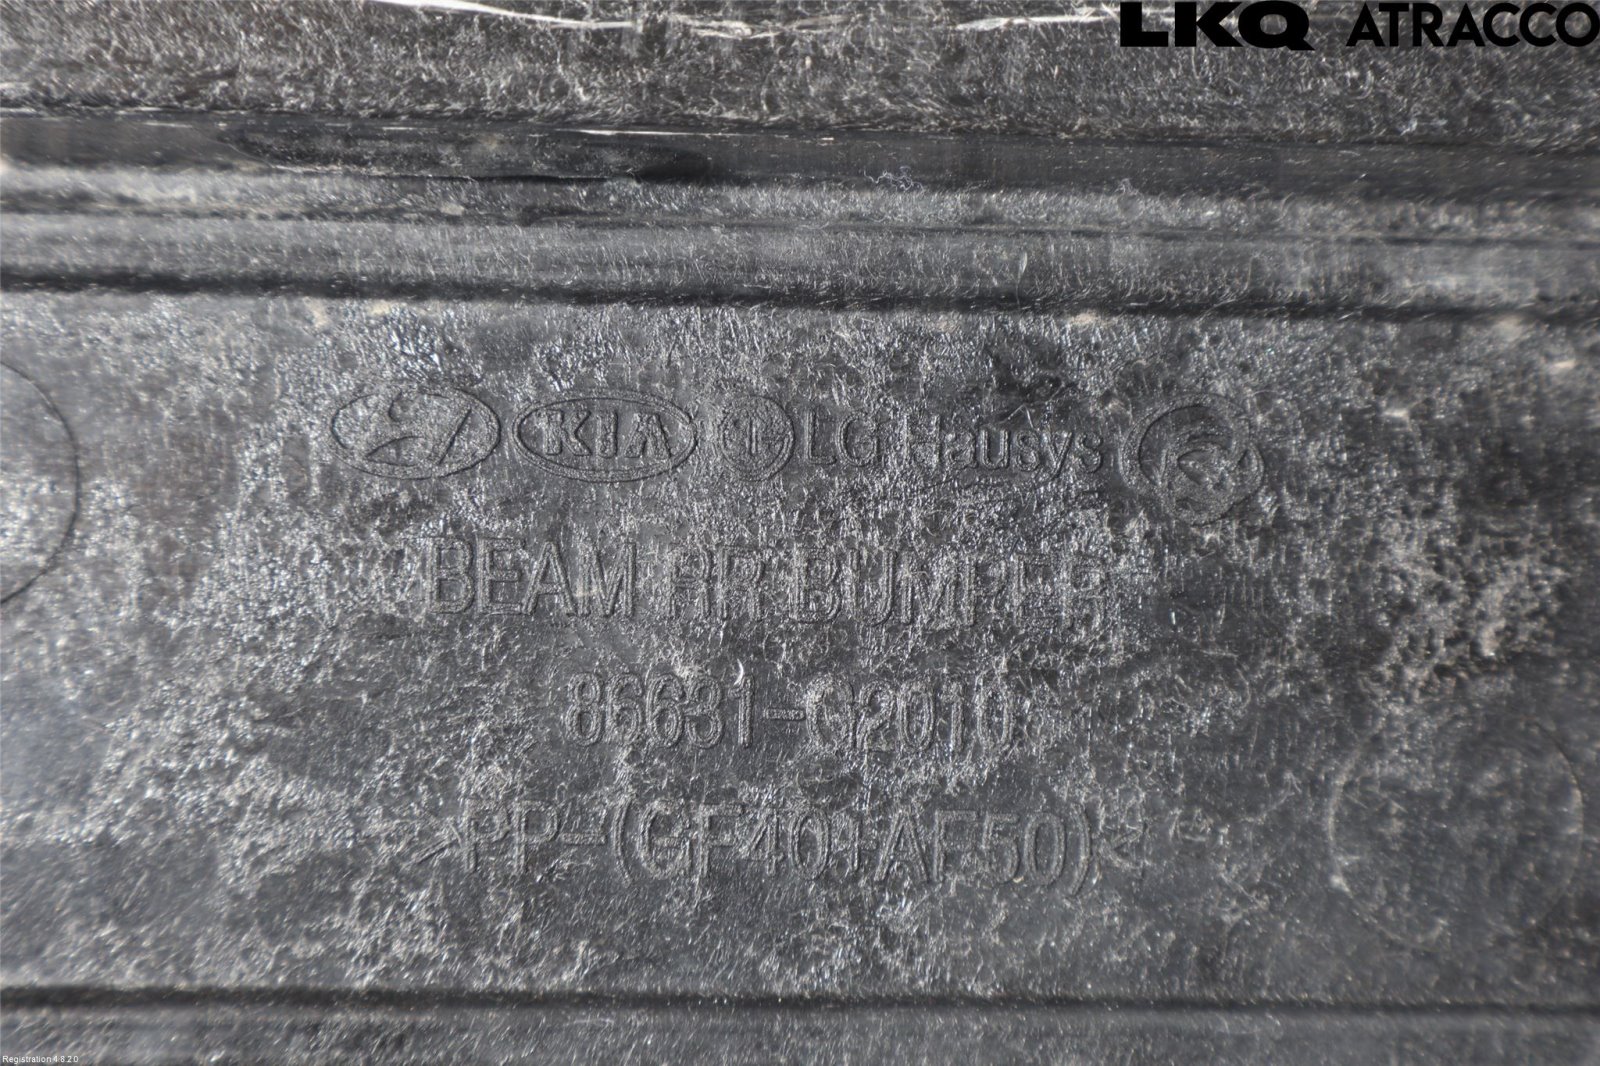 LKQ ATRACCO
KIA LG Hausys
BEAM RR BUMPER
86631-G2010
>PP-(GF40+AF50)<
Registration 4.8.2.0